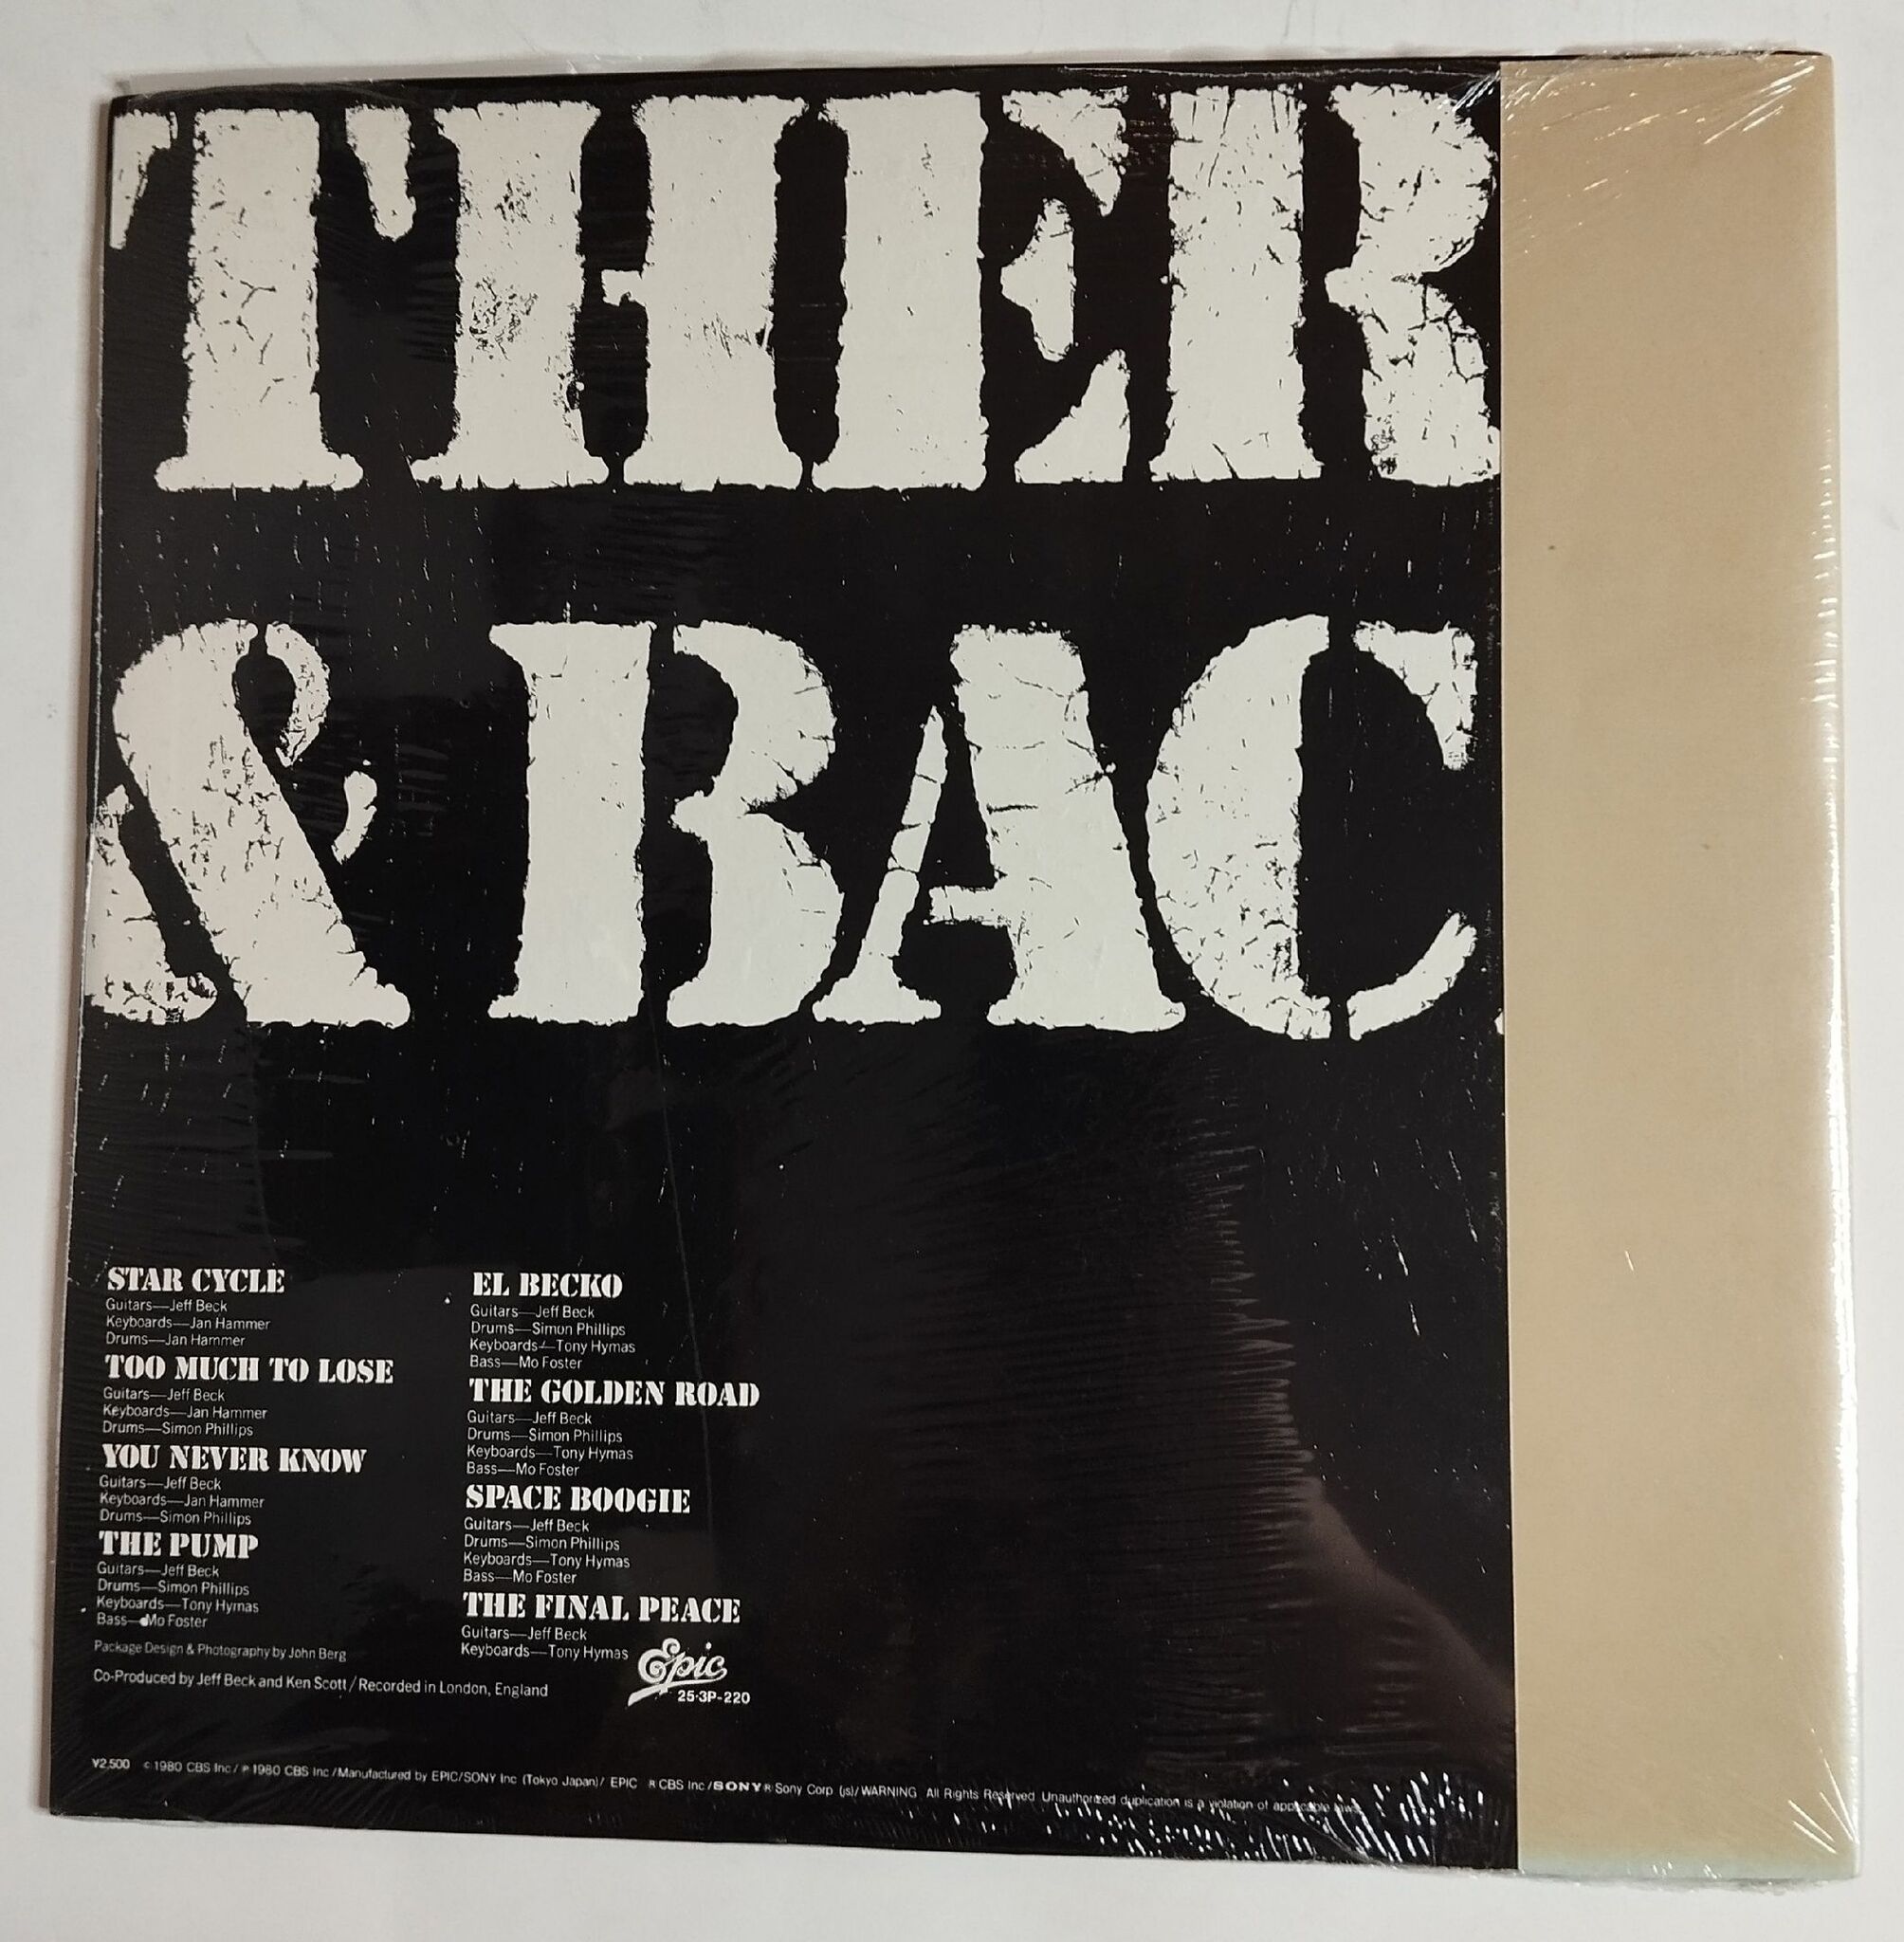 THER
& BAC
STAR CYCLE
Guitars—Jeff Beck
Keyboards—Jan Hammer
Drums—Jan Hammer
TOO MUCH TO LOSE
Guitars—Jeff Beck
Keyboards—Jan Hammer
Drums—Simon Phillips
YOU NEVER KNOW
Guitars—Jeff Beck
Keyboards—Jan Hammer
Drums—Simon Phillips
THE PUMP
Guitars—Jeff Beck
Drums—Simon Phillips
Keyboards—Tony Hymas
Bass—Mo Foster
EL BECKO
Guitars—Jeff Beck
Drums—Simon Phillips
Keyboards—Tony Hymas
Bass—Mo Foster
THE GOLDEN ROAD
Guitars—Jeff Beck
Drums—Simon Phillips
Keyboards—Tony Hymas
Bass—Mo Foster
SPACE BOOGIE
Guitars—Jeff Beck
Drums—Simon Phillips
Keyboards—Tony Hymas
Bass—Mo Foster
THE FINAL PEACE
Guitars—Jeff Beck
Keyboards—Tony Hymas
Package Design & Photography by John Berg
Co-Produced by Jeff Beck and Ken Scott/Recorded in London, England
Epic
25·3P-220
¥2,500 © 1980 CBS Inc/ ℗ 1980 CBS Inc/Manufactured by EPIC/SONY Inc (Tokyo Japan)/ EPIC ® CBS Inc/SONY ® Sony Corp (js)/WARNING All Rights Reserved Unauthorized duplication is a violation of applicable laws